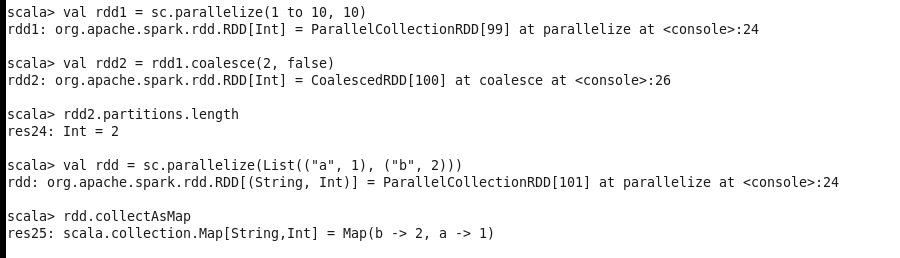 scala> val rdd1 = sc.parallelize(1 to 10, 10)
rdd1: org.apache.spark.rdd.RDD[Int] = ParallelCollectionRDD[99] at parallelize at <console>:24
scala> val rdd2 = rdd1.coalesce(2, false)
rdd2: org.apache.spark.rdd.RDD[Int] = CoalescedRDD[100] at coalesce at <console>:26
scala> rdd2.partitions.length
res24: Int = 2
scala> val rdd = sc.parallelize(List(("a", 1), ("b", 2)))
rdd: org.apache.spark.rdd.RDD[(String, Int)] = ParallelCollectionRDD[101] at parallelize at <console>:24
scala> rdd.collectAsMap
res25: scala.collection.Map[String,Int] = Map(b -> 2, a -> 1)